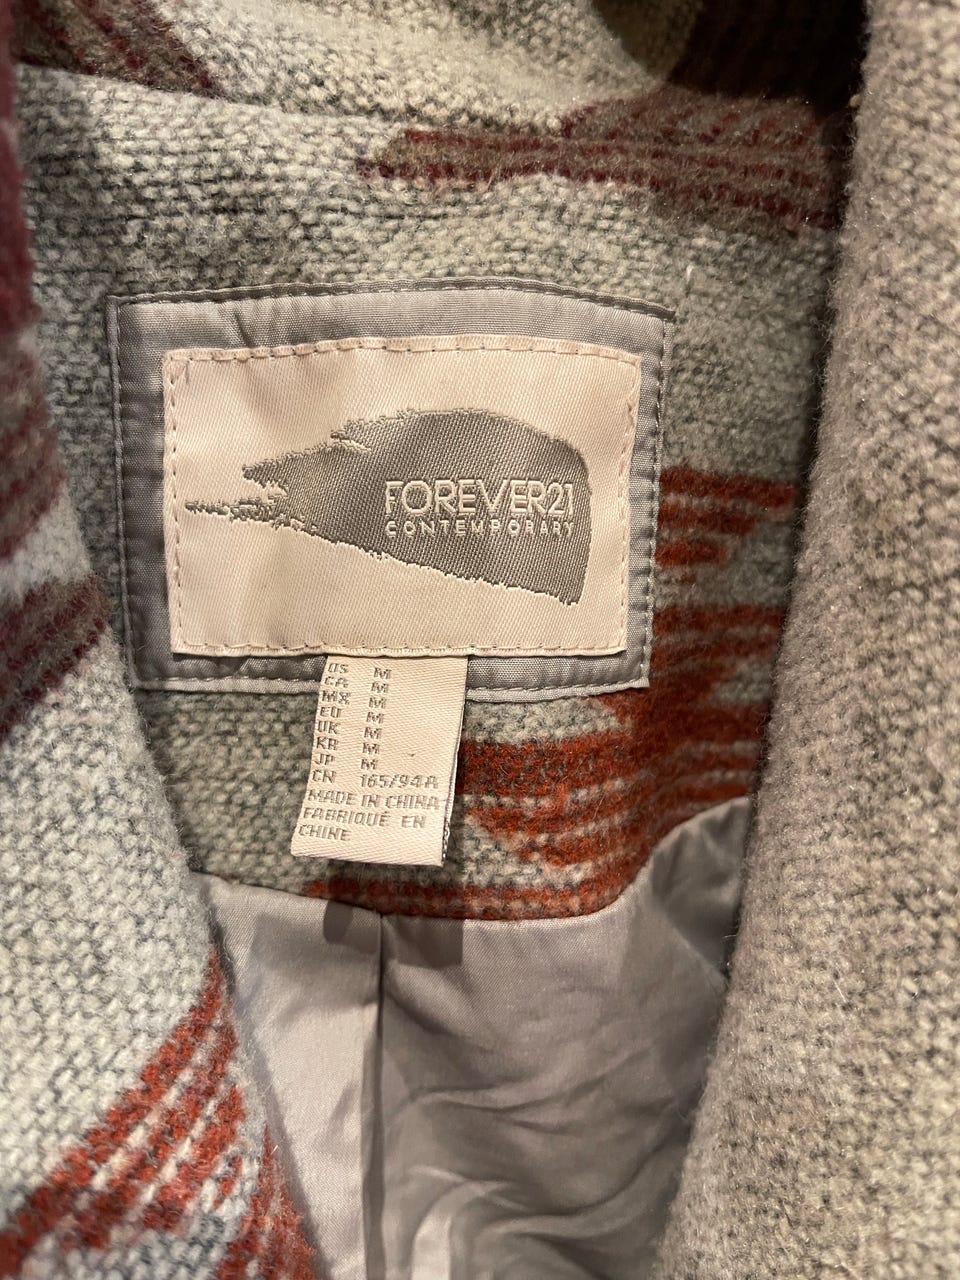 FOREVER21
CONTEMPORARY
US M
CA M
MX M
EU M
UK M
KR M
JP M
CN 165/94A
MADE IN CHINA
FABRIQUÉ EN
CHINE